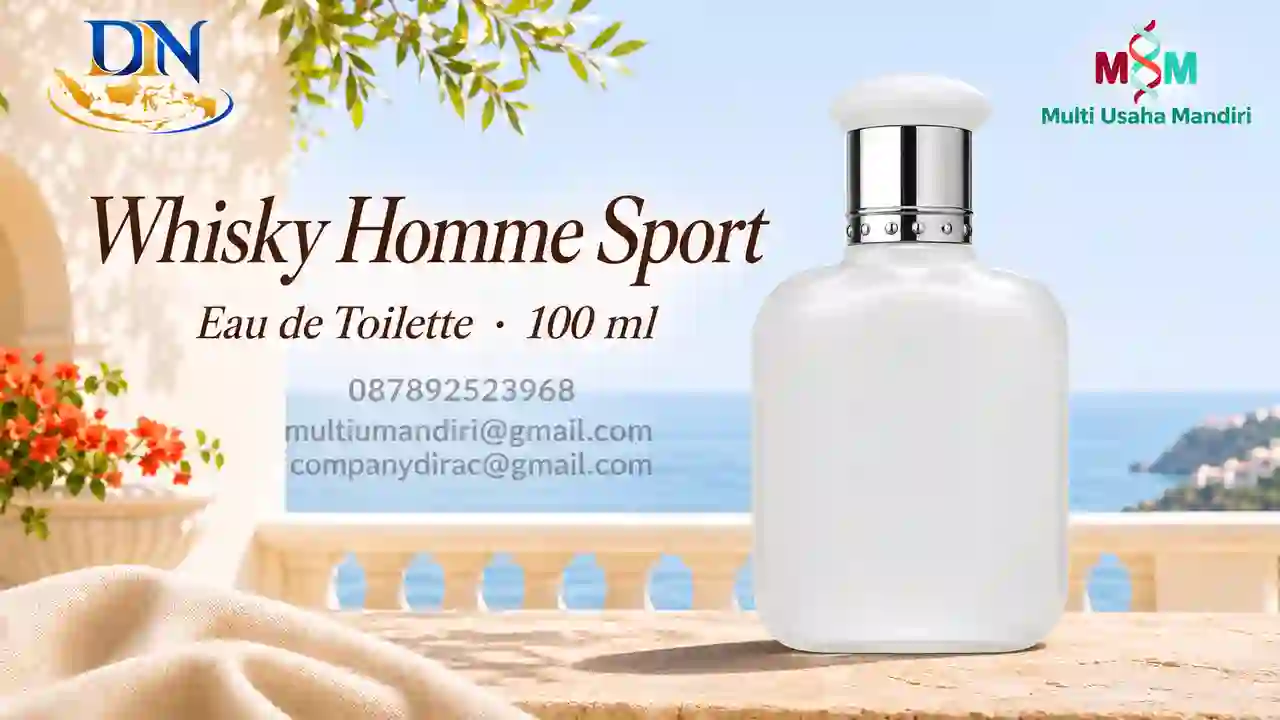 DN
MSM
Multi Usaha Mandiri
Whisky Homme Sport
Eau de Toilette · 100 ml
087892523968
multiumandiri@gmail.com
companydirac@gmail.com